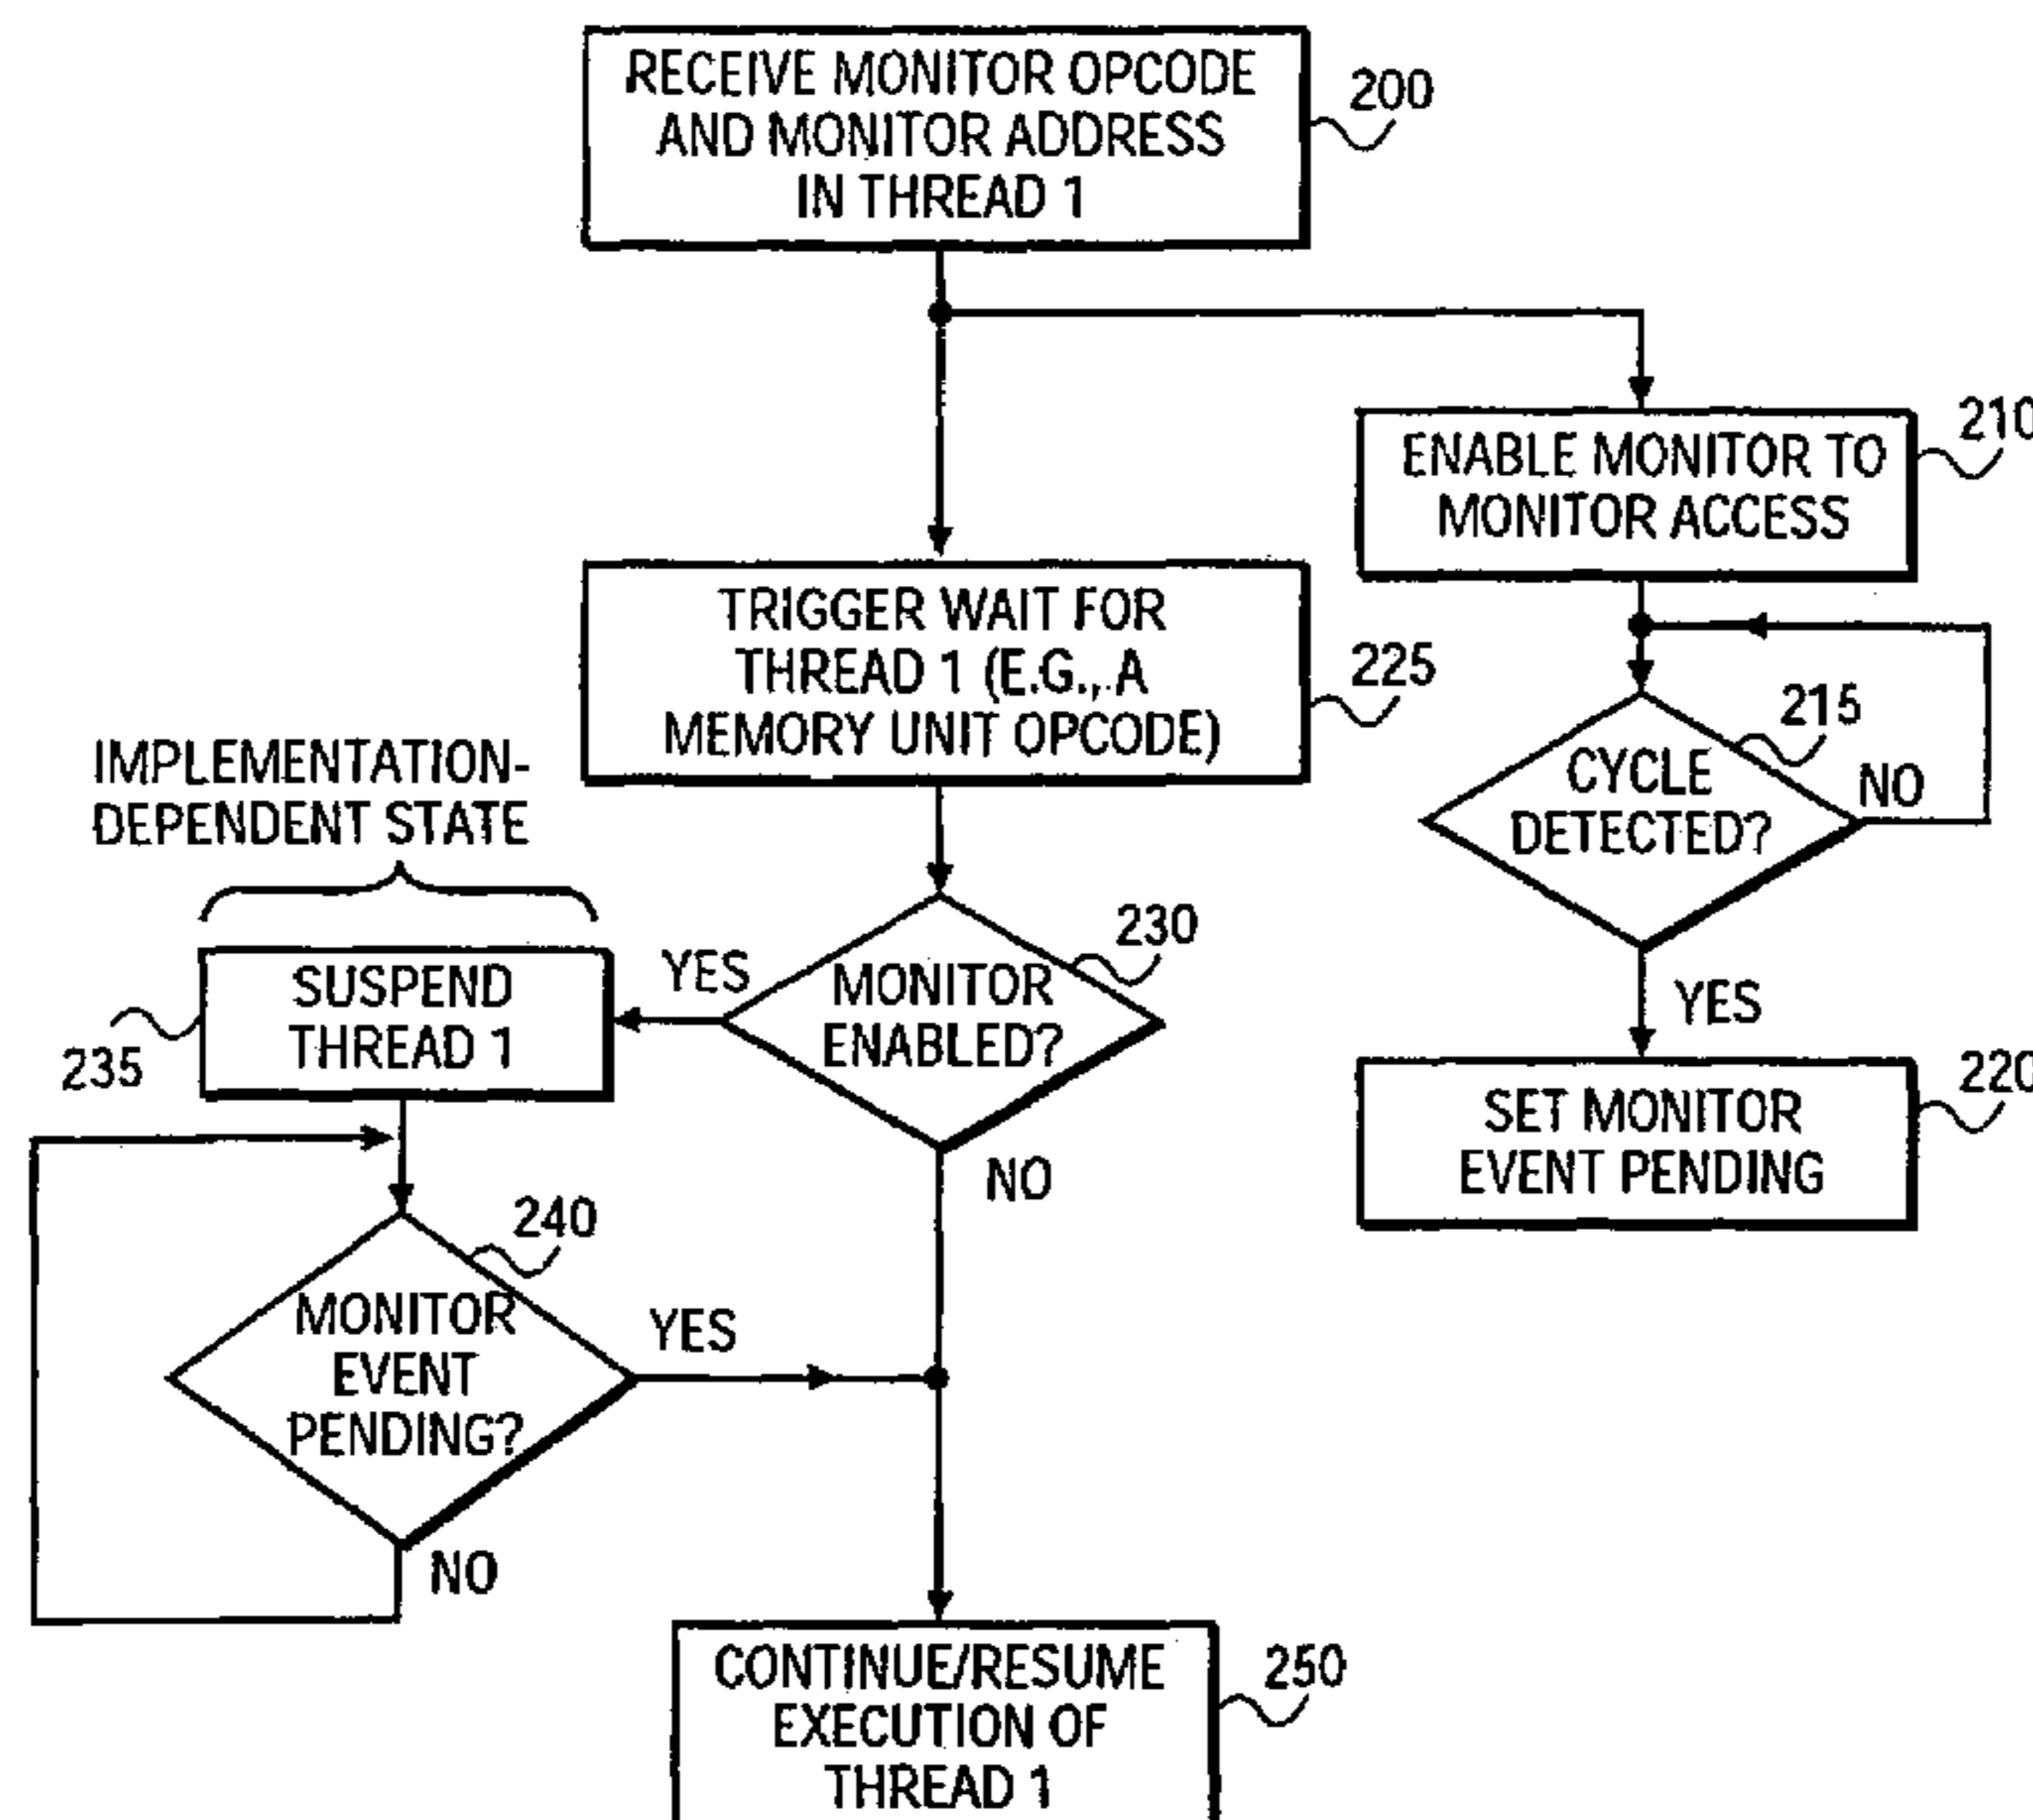 RECEIVE MONITOR OPCODE
AND MONITOR ADDRESS
IN THREAD 1
200
ENABLE MONITOR TO
MONITOR ACCESS
210
TRIGGER WAIT FOR
THREAD 1 (E.G., A
MEMORY UNIT OPCODE)
225
CYCLE
DETECTED?
215
NO
YES
IMPLEMENTATION-
DEPENDENT STATE
SUSPEND
THREAD 1
235
YES
MONITOR
ENABLED?
230
NO
SET MONITOR
EVENT PENDING
220
MONITOR
EVENT
PENDING?
240
YES
NO
CONTINUE/RESUME
EXECUTION OF
THREAD 1
250